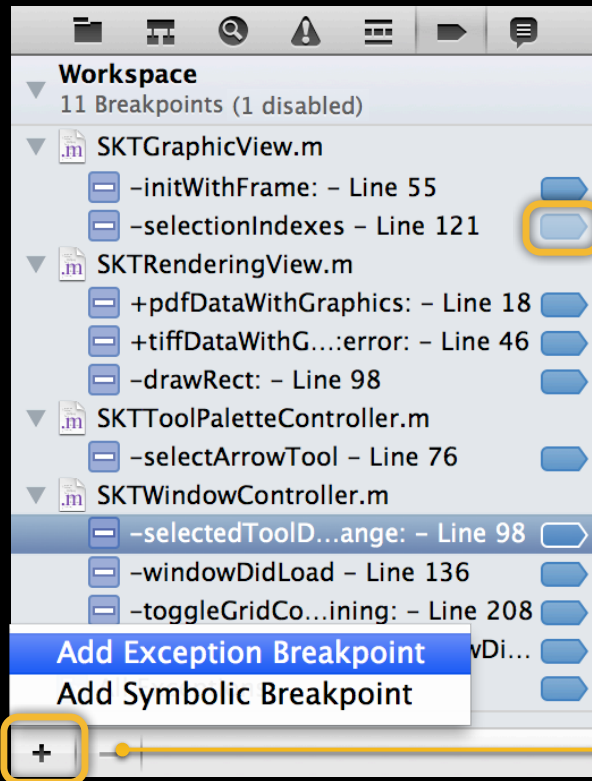 Workspace
11 Breakpoints (1 disabled)
.m SKTGraphicView.m
-initWithFrame: – Line 55
-selectionIndexes – Line 121
.m SKTRenderingView.m
+pdfDataWithGraphics: – Line 18
+tiffDataWithG...:error: – Line 46
-drawRect: – Line 98
.m SKTToolPaletteController.m
-selectArrowTool – Line 76
.m SKTWindowController.m
-selectedToolD...ange: – Line 98
-windowDidLoad – Line 136
-toggleGridCo...ining: – Line 208
Add Exception Breakpoint
vDi...
Add Symbolic Breakpoint
+